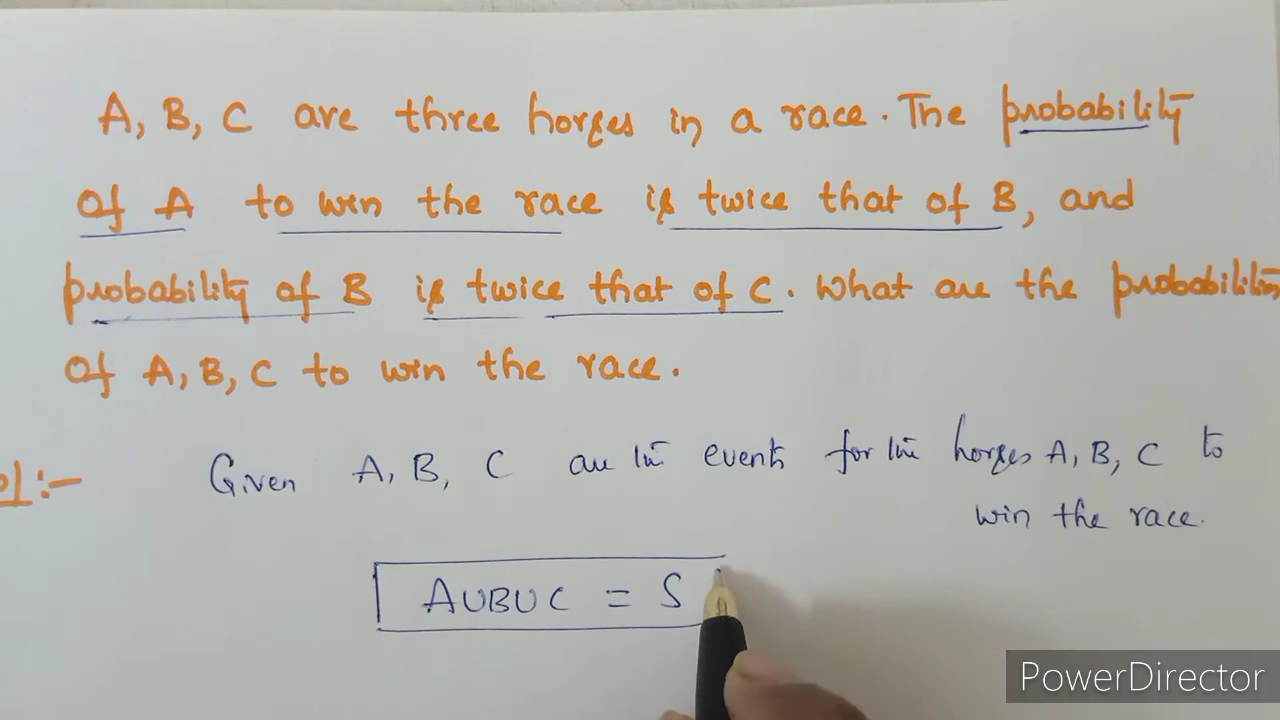 A, B, C are three horses in a race. The probability
of A to win the race is twice that of B, and
probability of B is twice that of C. What are the probabilities
of A, B, C to win the race.
ol:-
Given A, B, C are the events for the horses A, B, C to
win the race.
AUBUC = S
PowerDirector